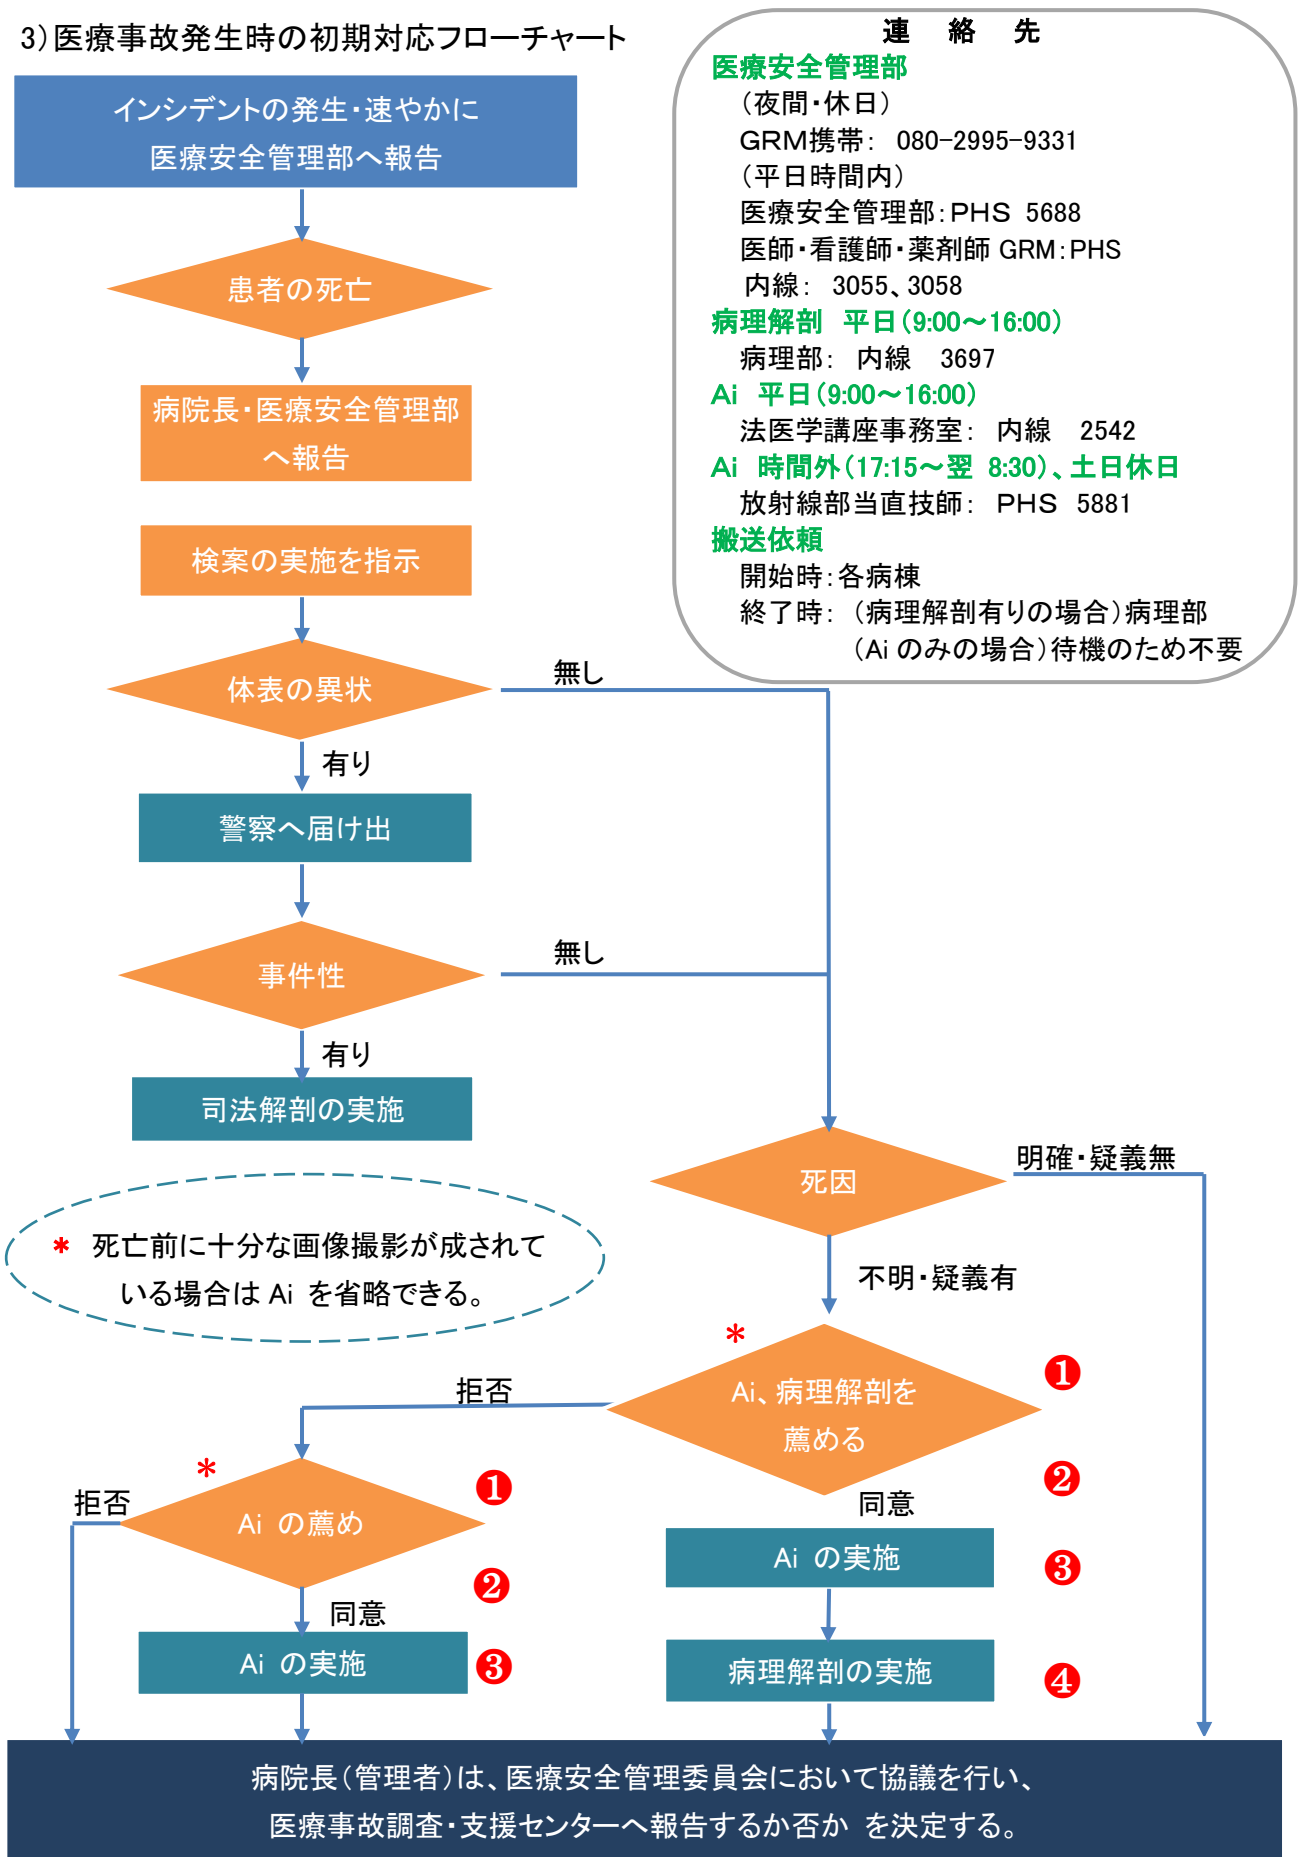 3）医療事故発生時の初期対応フローチャート
インシデントの発生・速やかに
医療安全管理部へ報告
患者の死亡
病院長・医療安全管理部
へ報告
検案の実施を指示
体表の異状
無し
有り
警察へ届け出
事件性
無し
有り
司法解剖の実施
連 絡 先
医療安全管理部
（夜間・休日）
GRM携帯： 080-2995-9331
（平日時間内）
医療安全管理部：PHS 5688
医師・看護師・薬剤師 GRM：PHS
内線： 3055、3058
病理解剖 平日（9:00～16:00）
病理部： 内線 3697
Ai 平日（9:00～16:00）
法医学講座事務室： 内線 2542
Ai 時間外（17:15～翌 8:30）、土日休日
放射線部当直技師： PHS 5881
搬送依頼
開始時：各病棟
終了時： （病理解剖有りの場合）病理部
（Ai のみの場合）待機のため不要
死因
明確・疑義無
不明・疑義有
* 死亡前に十分な画像撮影が成されて
いる場合は Ai を省略できる。
*
Ai、病理解剖を
薦める
❶
❷
拒否
同意
Ai の実施
❸
病理解剖の実施
❹
*
Ai の薦め
❶
❷
拒否
同意
Ai の実施
❸
病院長（管理者）は、医療安全管理委員会において協議を行い、
医療事故調査・支援センターへ報告するか否か を決定する。